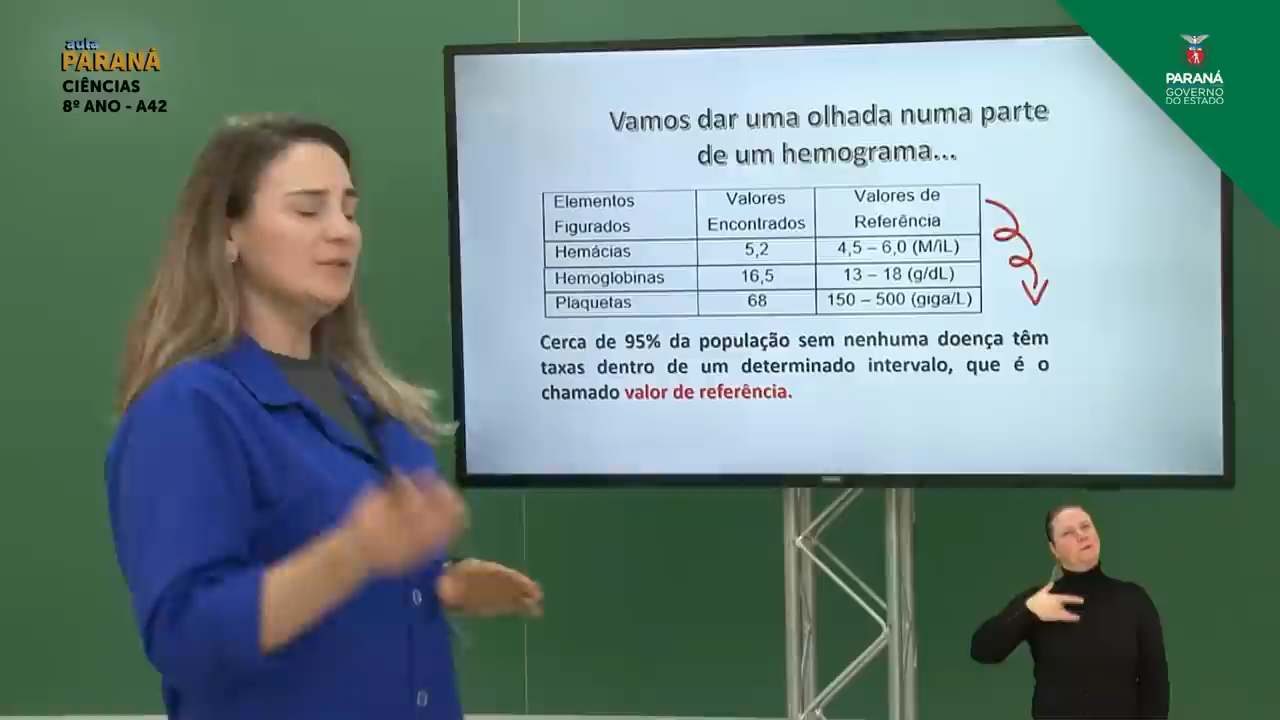 aula
PARANÁ
CIÊNCIAS
8º ANO - A42
PARANÁ
GOVERNO
DO ESTADO
Vamos dar uma olhada numa parte
de um hemograma...
Elementos Figurados Valores Encontrados Valores de Referência
Hemácias 5,2 4,5 – 6,0 (M/iL)
Hemoglobinas 16,5 13 – 18 (g/dL)
Plaquetas 68 150 – 500 (giga/L)
Cerca de 95% da população sem nenhuma doença têm
taxas dentro de um determinado intervalo, que é o
chamado valor de referência.